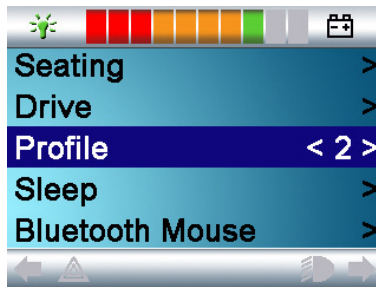 Seating >
Drive >
Profile < 2 >
Sleep >
Bluetooth Mouse >